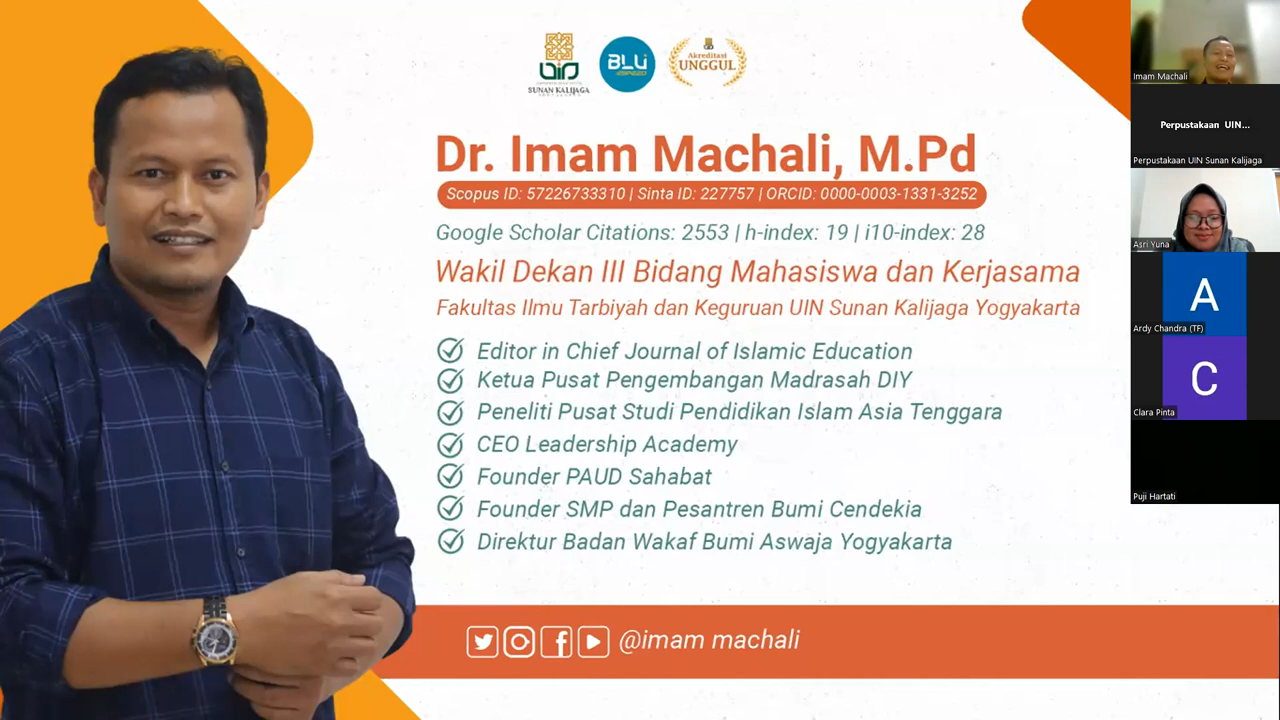 UIN
SUNAN KALIJAGA
YOGYAKARTA
BLU
Akreditasi
UNGGUL
Dr. Imam Machali, M.Pd
Scopus ID: 57226733310 | Sinta ID: 227757 | ORCID: 0000-0003-1331-3252
Google Scholar Citations: 2553 | h-index: 19 | i10-index: 28
Wakil Dekan III Bidang Mahasiswa dan Kerjasama
Fakultas Ilmu Tarbiyah dan Keguruan UIN Sunan Kalijaga Yogyakarta
Editor in Chief Journal of Islamic Education
Ketua Pusat Pengembangan Madrasah DIY
Peneliti Pusat Studi Pendidikan Islam Asia Tenggara
CEO Leadership Academy
Founder PAUD Sahabat
Founder SMP dan Pesantren Bumi Cendekia
Direktur Badan Wakaf Bumi Aswaja Yogyakarta
@imam machali
Imam Machali
Perpustakaan UIN...
Perpustakaan UIN Sunan Kalijaga
Asri Yuna
A
Ardy Chandra (TF)
C
Clara Pinta
Puji Hartati